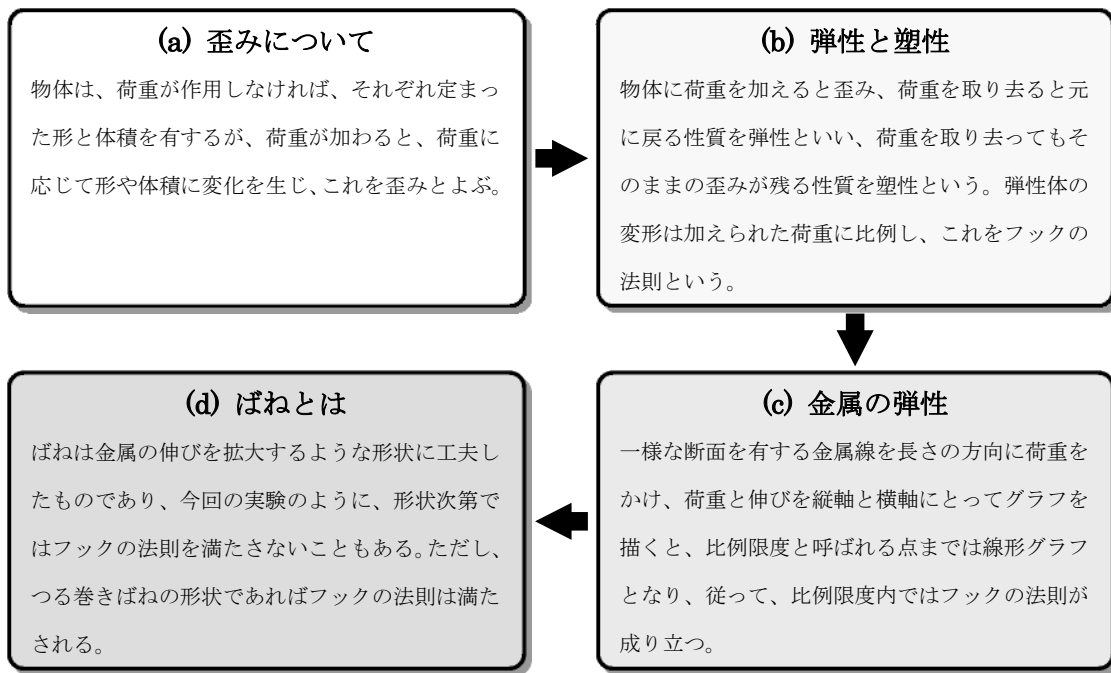 (a) 歪みについて
物体は、荷重が作用しなければ、それぞれ定まっ
た形と体積を有するが、荷重が加わると、荷重に
応じて形や体積に変化を生じ、これを歪みとよぶ。
(b) 弾性と塑性
物体に荷重を加えると歪み、荷重を取り去ると元
に戻る性質を弾性といい、荷重を取り去ってもそ
のままの歪みが残る性質を塑性という。弾性体の
変形は加えられた荷重に比例し、これをフックの
法則という。
(c) 金属の弾性
一様な断面を有する金属線を長さの方向に荷重を
かけ、荷重と伸びを縦軸と横軸にとってグラフを
描くと、比例限度と呼ばれる点までは線形グラフ
となり、従って、比例限度内ではフックの法則が
成り立つ。
(d) ばねとは
ばねは金属の伸びを拡大するような形状に工夫し
たものであり、今回の実験のように、形状次第で
はフックの法則を満たさないこともある。ただし、
つる巻きばねの形状であればフックの法則は満た
される。